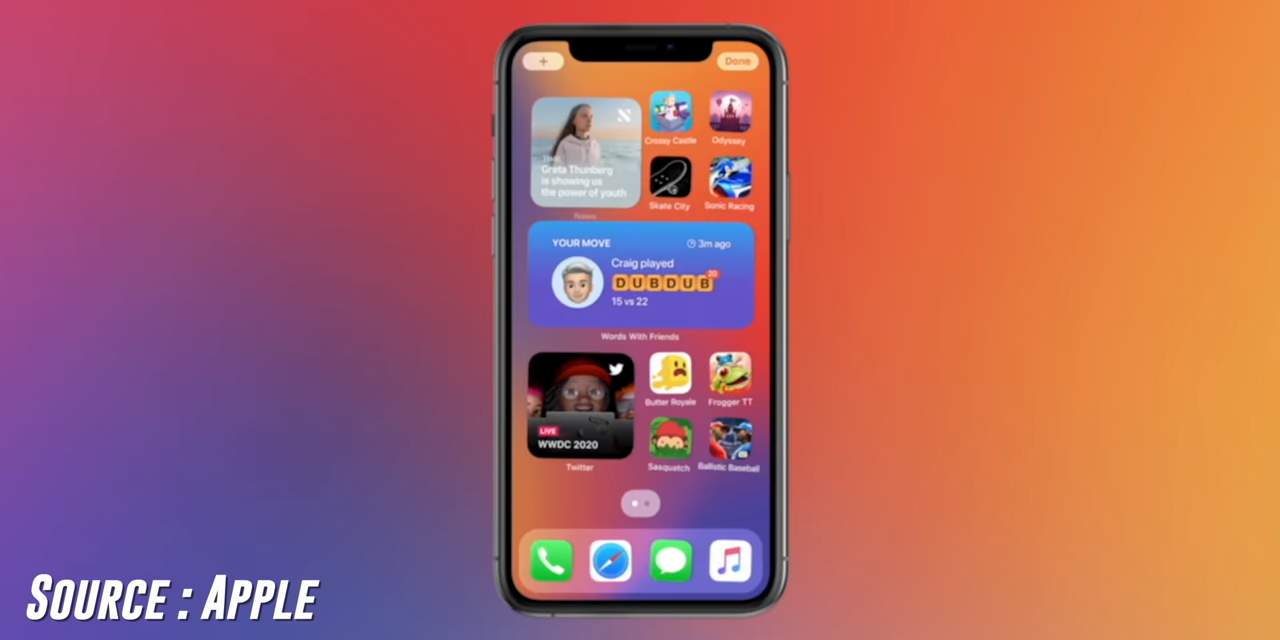 +
Done
TIME
Greta Thunberg
is showing us
the power of youth
News
Crossy Castle
Odyssey
Skate City
Sonic Racing
YOUR MOVE
3m ago
Craig played
DUBDUB
20
15 vs 22
Words With Friends
LIVE
WWDC 2020
Twitter
Butter Royale
Frogger TT
Sasquatch
Ballistic Baseball
SOURCE : APPLE